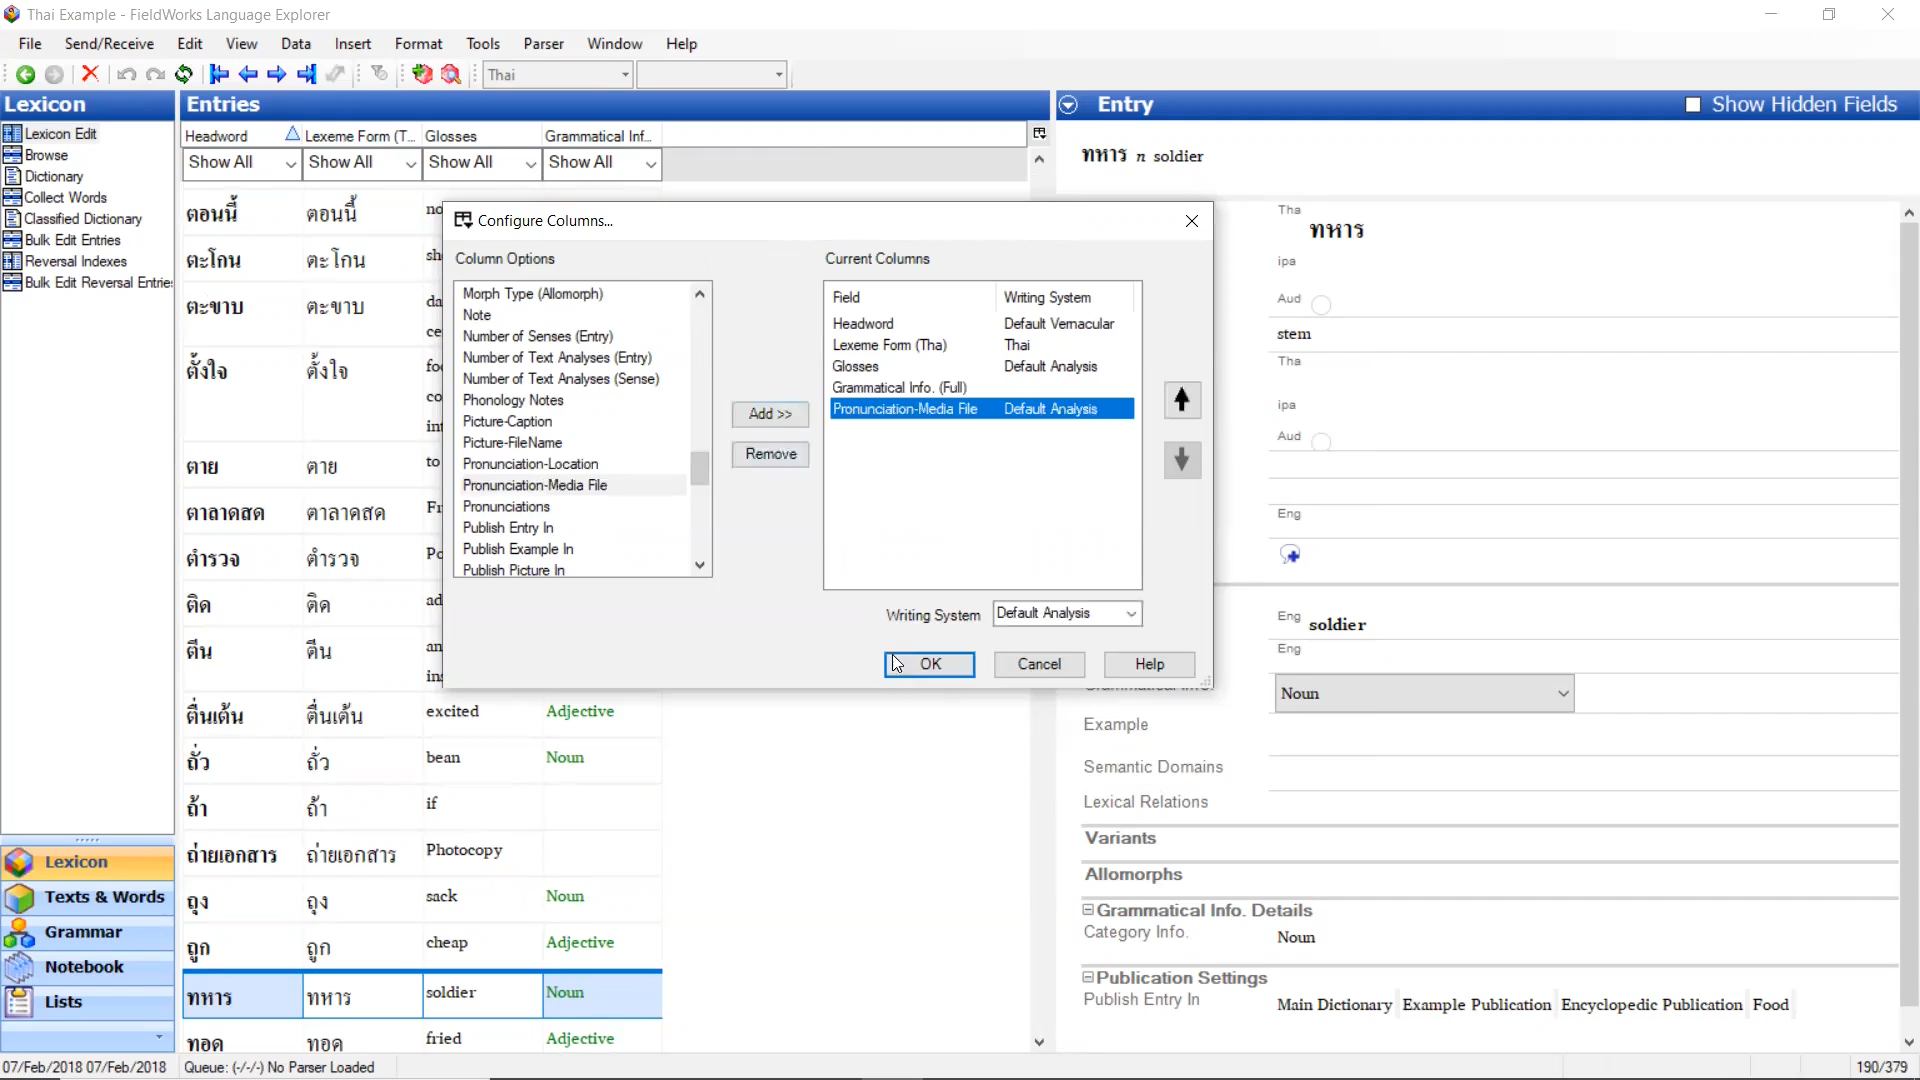 Thai Example - FieldWorks Language Explorer
File Send/Receive Edit View Data Insert Format Tools Parser Window Help
Thai
Lexicon
Lexicon Edit
Browse
Dictionary
Collect Words
Classified Dictionary
Bulk Edit Entries
Reversal Indexes
Bulk Edit Reversal Entries
Lexicon
Texts & Words
Grammar
Notebook
Lists
Entries
Headword Lexeme Form (T... Glosses Grammatical Inf...
Show All Show All Show All Show All
ตอนนี้ ตอนนี้ no
ตะโกน ตะโกน sh
ตะขาบ ตะขาบ da
ce
ตั้งใจ ตั้งใจ fo
co
int
ตาย ตาย to
ตาลาดสด ตาลาดสด Fr
ตำรวจ ตำรวจ Po
ติด ติด ad
ตีน ตีน an
in
ตื่นเต้น ตื่นเต้น excited Adjective
ถั่ว ถั่ว bean Noun
ถ้า ถ้า if
ถ่ายเอกสาร ถ่ายเอกสาร Photocopy
ถุง ถุง sack Noun
ถูก ถูก cheap Adjective
ทหาร ทหาร soldier Noun
ทอด ทอด fried Adjective
Configure Columns...
Column Options
Morph Type (Allomorph)
Note
Number of Senses (Entry)
Number of Text Analyses (Entry)
Number of Text Analyses (Sense)
Phonology Notes
Picture-Caption
Picture-FileName
Pronunciation-Location
Pronunciation-Media File
Pronunciations
Publish Entry In
Publish Example In
Publish Picture In
Add >>
Remove
Current Columns
Field Writing System
Headword Default Vernacular
Lexeme Form (Tha) Thai
Glosses Default Analysis
Grammatical Info. (Full)
Pronunciation-Media File Default Analysis
Writing System Default Analysis
OK Cancel Help
Entry Show Hidden Fields
ทหาร n soldier
Tha ทหาร
ipa
Aud
stem
Tha
ipa
Aud
Eng
Eng soldier
Eng
Noun
Example
Semantic Domains
Lexical Relations
Variants
Allomorphs
Grammatical Info. Details
Category Info. Noun
Publication Settings
Publish Entry In Main Dictionary Example Publication Encyclopedic Publication Food
07/Feb/2018 07/Feb/2018 Queue: (-/-/-) No Parser Loaded 190/379